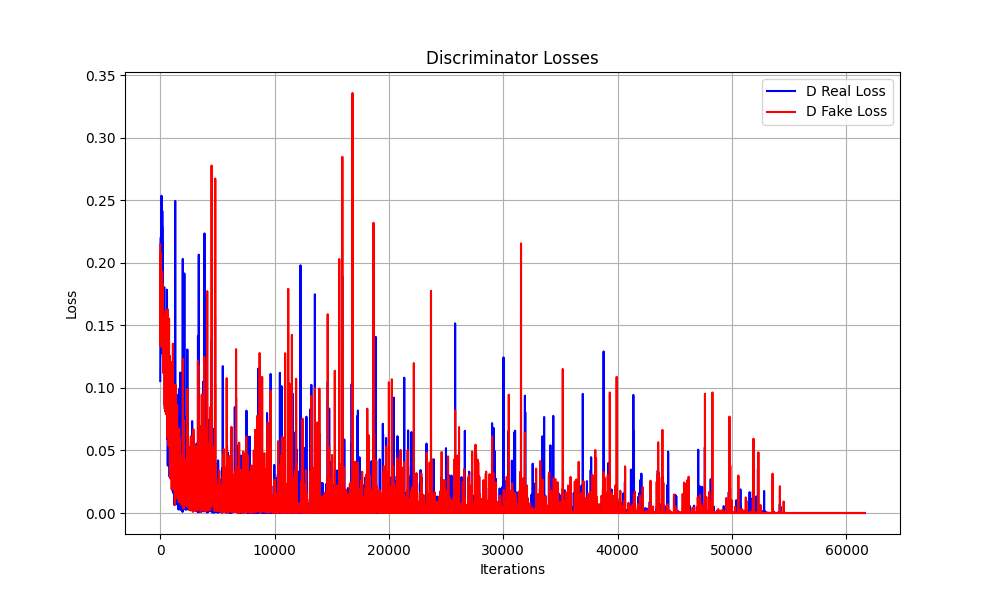 Discriminator Losses
0.35
0.30
0.25
0.20
0.15
0.10
0.05
0.00
Loss
D Real Loss
D Fake Loss
0 10000 20000 30000 40000 50000 60000
Iterations